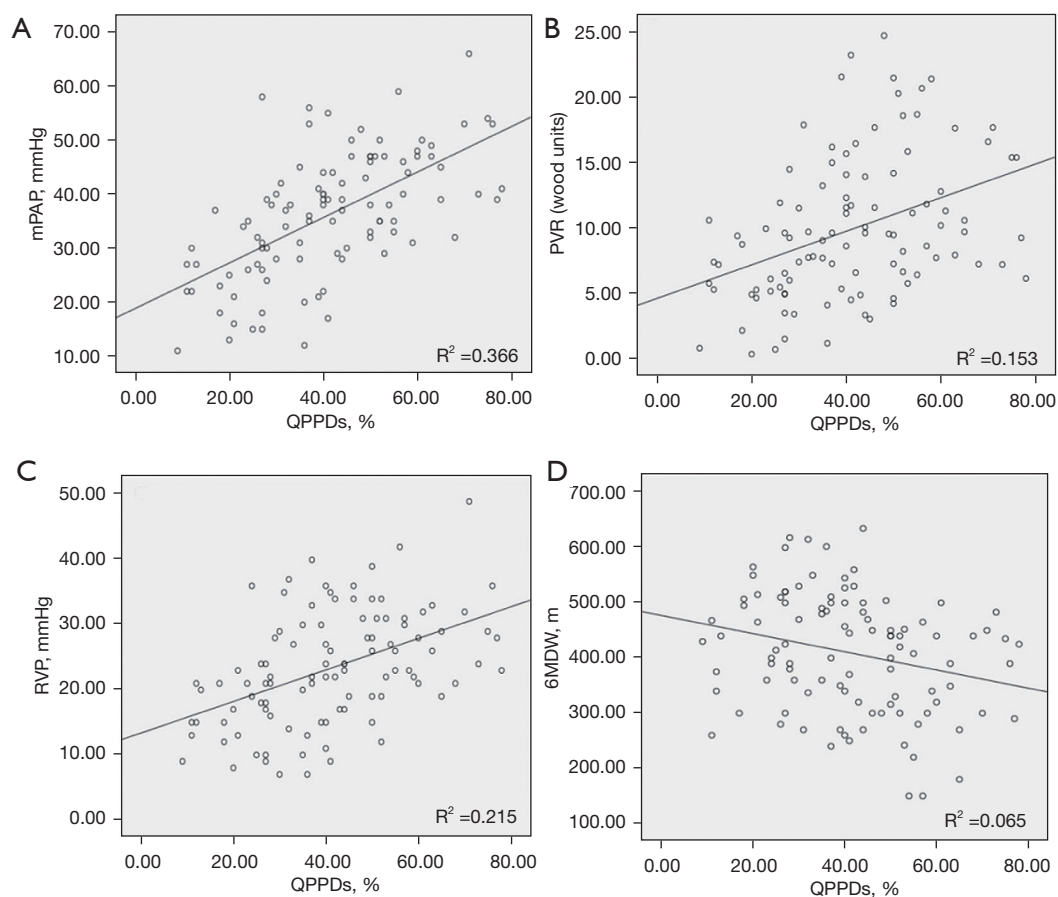 A
70.00
60.00
50.00
40.00
30.00
20.00
10.00
mPAP, mmHg
R² =0.366
0.00 20.00 40.00 60.00 80.00
QPPDs, %
B
25.00
20.00
15.00
10.00
5.00
0.00
PVR (wood units)
R² =0.153
0.00 20.00 40.00 60.00 80.00
QPPDs, %
C
50.00
40.00
30.00
20.00
10.00
0.00
RVP, mmHg
R² =0.215
0.00 20.00 40.00 60.00 80.00
QPPDs, %
D
700.00
600.00
500.00
400.00
300.00
200.00
100.00
6MDW, m
R² =0.065
0.00 20.00 40.00 60.00 80.00
QPPDs, %